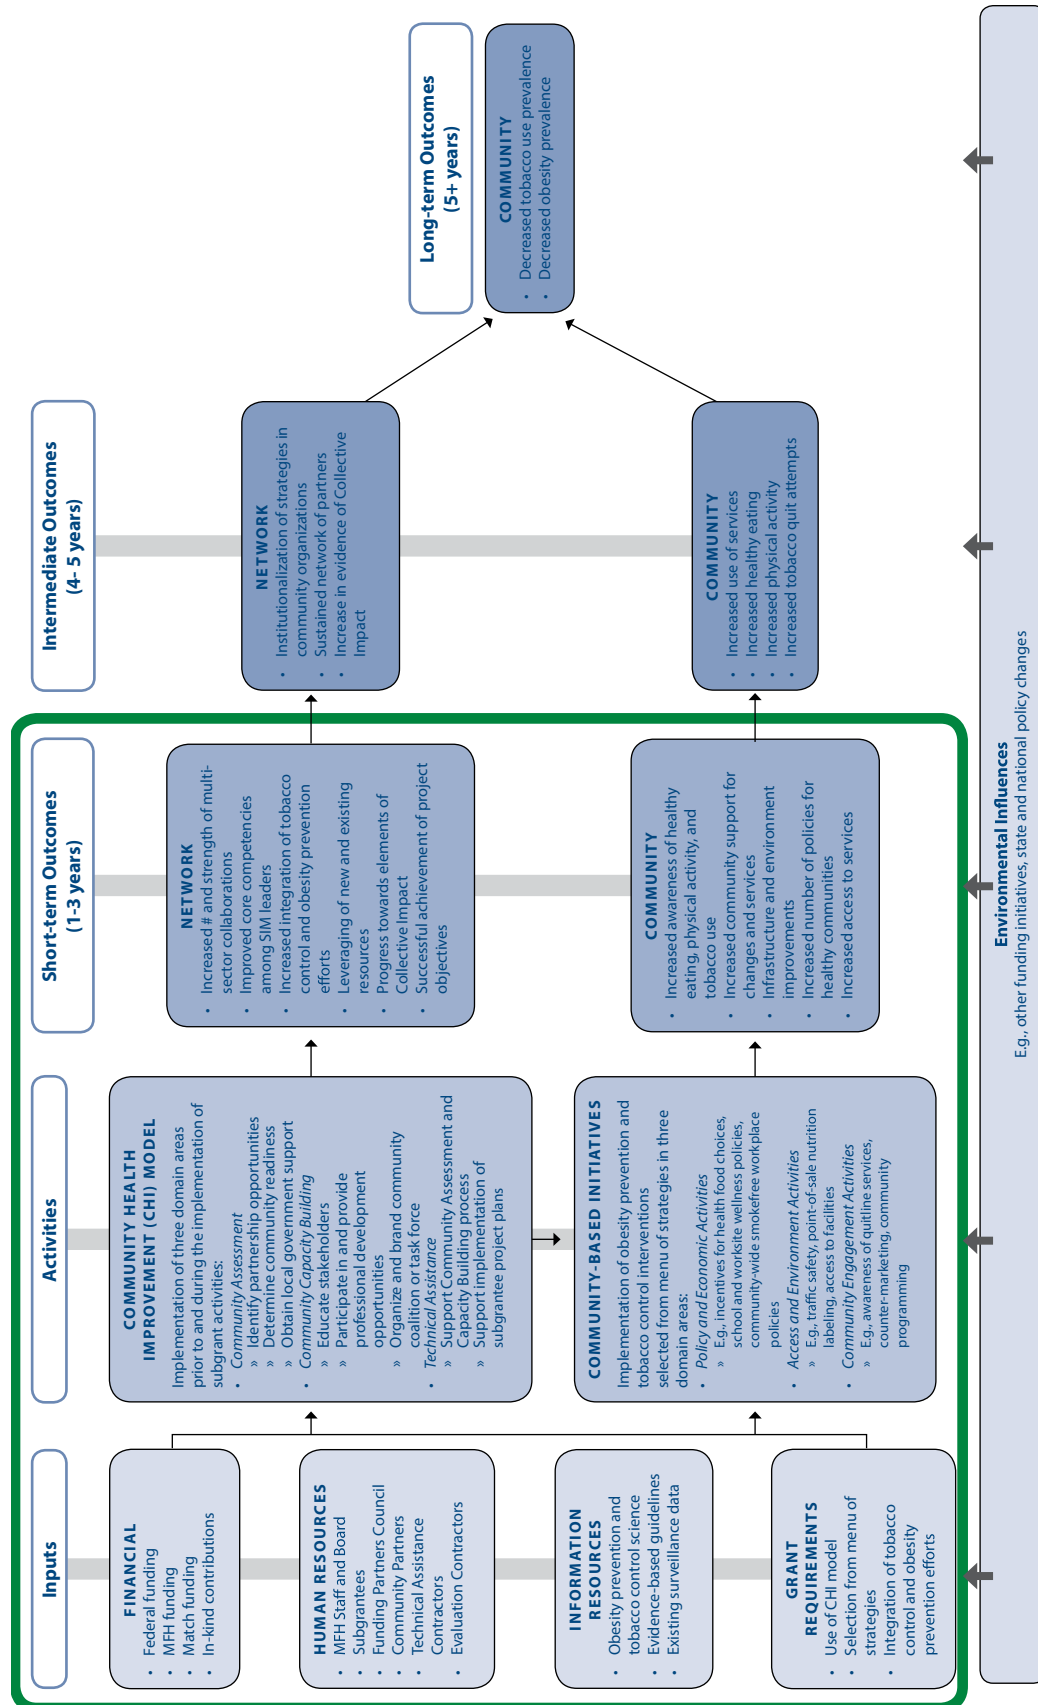 Inputs
FINANCIAL
• Federal funding
• MFH funding
• Match funding
• In-kind contributions
HUMAN RESOURCES
• MFH Staff and Board
• Subgrantees
• Funding Partners Council
• Community Partners
• Technical Assistance
Contractors
• Evaluation Contractors
INFORMATION
RESOURCES
• Obesity prevention and
tobacco control science
• Evidence-based guidelines
• Existing surveillance data
GRANT
REQUIREMENTS
• Use of CHI model
• Selection from menu of
strategies
• Integration of tobacco
control and obesity
prevention efforts
Activities
COMMUNITY HEALTH
IMPROVEMENT (CHI) MODEL
Implementation of three domain areas
prior to and during the implementation of
subgrant activities:
• Community Assessment
» Identify partnership opportunities
» Determine community readiness
» Obtain local government support
• Community Capacity Building
» Educate stakeholders
» Participate in and provide
professional development
opportunities
» Organize and brand community
coalition or task force
• Technical Assistance
» Support Community Assessment and
Capacity Building process
» Support implementation of
subgrantee project plans
COMMUNITY-BASED INITIATIVES
Implementation of obesity prevention and
tobacco control interventions
selected from menu of strategies in three
domain areas:
• Policy and Economic Activities
» E.g., incentives for health food choices,
school and worksite wellness policies,
community-wide smokefree workplace
policies
• Access and Environment Activities
» E.g., traffic safety, point-of-sale nutrition
labeling, access to facilities
• Community Engagement Activities
» E.g., awareness of quitline services,
counter-marketing, community
programming
Short-term Outcomes
(1-3 years)
NETWORK
• Increased # and strength of multi-
sector collaborations
• Improved core competencies
among SIM leaders
• Increased integration of tobacco
control and obesity prevention
efforts
• Leveraging of new and existing
resources
• Progress towards elements of
Collective Impact
• Successful achievement of project
objectives
COMMUNITY
• Increased awareness of healthy
eating, physical activity, and
tobacco use
• Increased community support for
changes and services
• Infrastructure and environment
improvements
• Increased number of policies for
healthy communities
• Increased access to services
Intermediate Outcomes
(4- 5 years)
NETWORK
• Institutionalization of strategies in
community organizations
• Sustained network of partners
• Increase in evidence of Collective
Impact
COMMUNITY
• Increased use of services
• Increased healthy eating
• Increased physical activity
• Increased tobacco quit attempts
Long-term Outcomes
(5+ years)
COMMUNITY
• Decreased tobacco use prevalence
• Decreased obesity prevalence
Environmental Influences
E.g., other funding initiatives, state and national policy changes